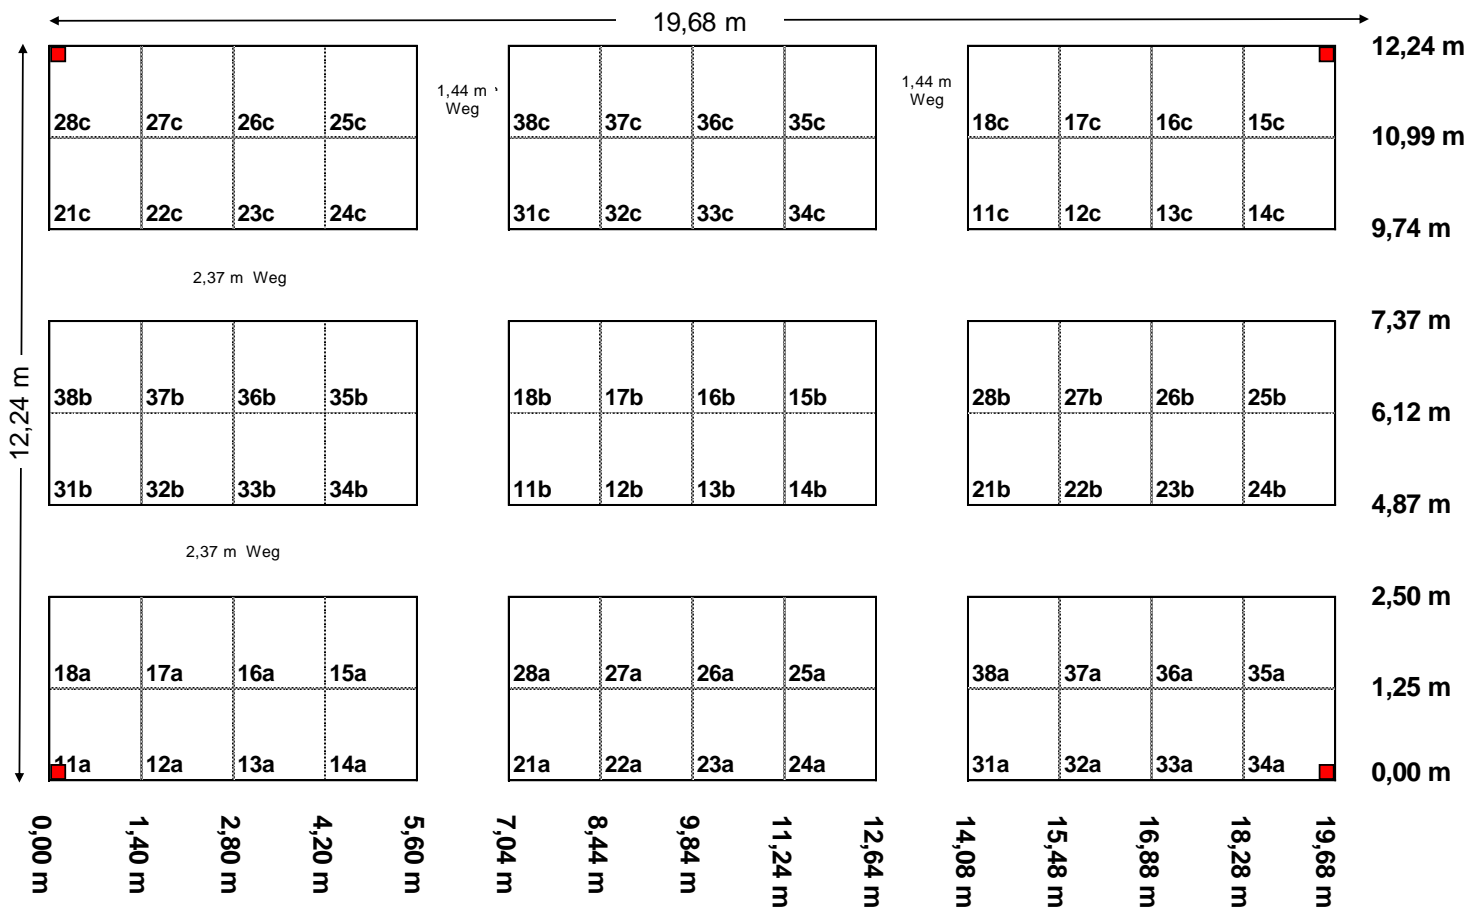 19,68 m
12,24 m
1,44 m
Weg
1,44 m
Weg
28c 27c 26c 25c 38c 37c 36c 35c 18c 17c 16c 15c
10,99 m
21c 22c 23c 24c 31c 32c 33c 34c 11c 12c 13c 14c
9,74 m
2,37 m Weg
7,37 m
12,24 m
38b 37b 36b 35b 18b 17b 16b 15b 28b 27b 26b 25b
6,12 m
31b 32b 33b 34b 11b 12b 13b 14b 21b 22b 23b 24b
4,87 m
2,37 m Weg
2,50 m
18a 17a 16a 15a 28a 27a 26a 25a 38a 37a 36a 35a
1,25 m
11a 12a 13a 14a 21a 22a 23a 24a 31a 32a 33a 34a
0,00 m
0,00 m
1,40 m
2,80 m
4,20 m
5,60 m
7,04 m
8,44 m
9,84 m
11,24 m
12,64 m
14,08 m
15,48 m
16,88 m
18,28 m
19,68 m